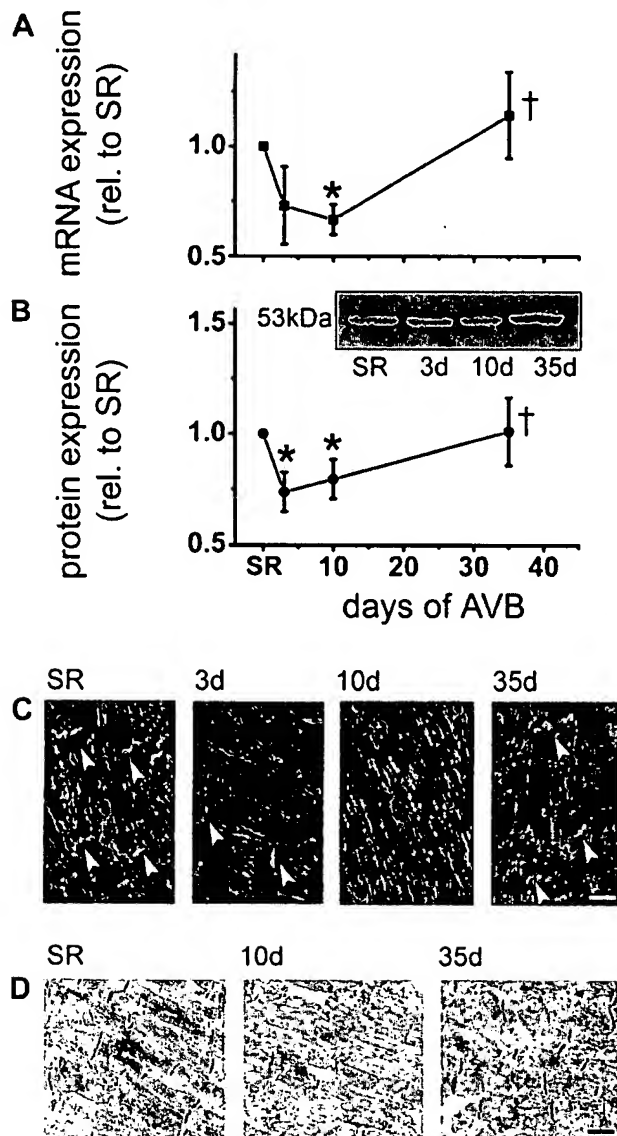 A
mRNA expression
(rel. to SR)
1.0
*
†
0.5
B
protein expression
(rel. to SR)
1.5
53kDa
SR 3d 10d 35d
1.0
*
*
†
0.5
SR 10 20 30 40
days of AVB
SR 3d 10d 35d
C
SR 10d 35d
D